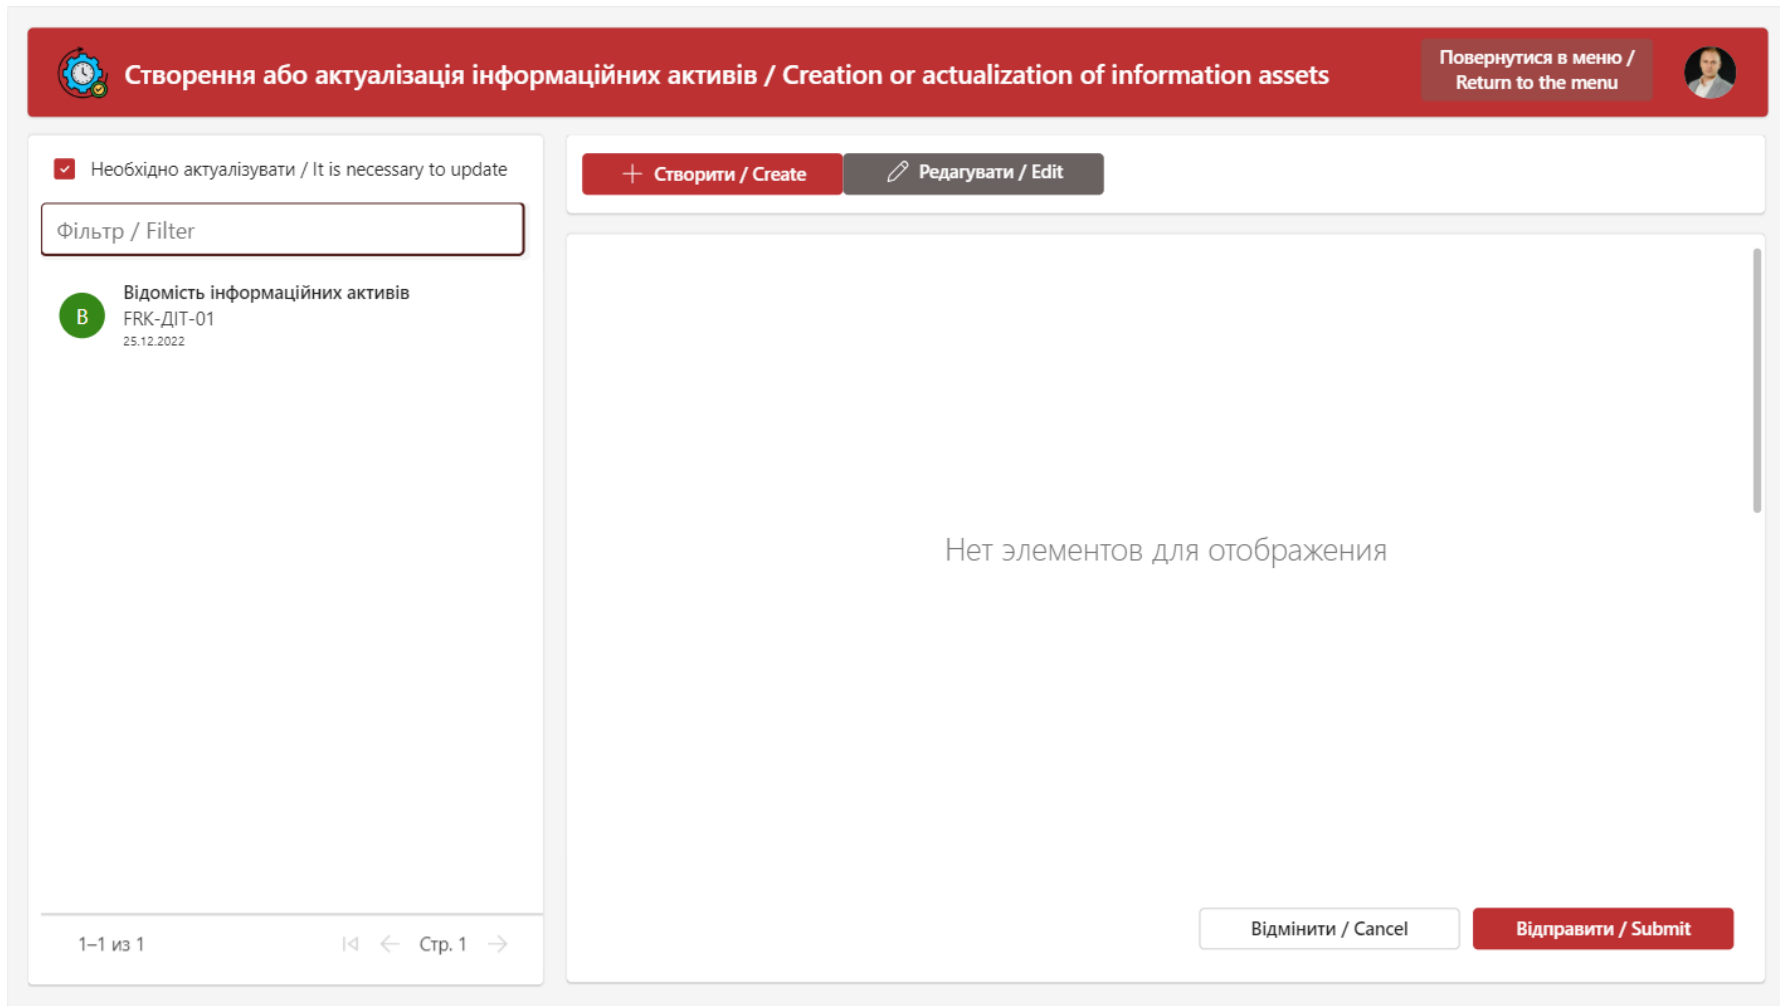 Створення або актуалізація інформаційних активів / Creation or actualization of information assets
Повернутися в меню /
Return to the menu
Необхідно актуалізувати / It is necessary to update
Фільтр / Filter
В
Відомість інформаційних активів
FRK-ДІТ-01
25.12.2022
1–1 из 1
Стр. 1
Створити / Create
Редагувати / Edit
Нет элементов для отображения
Відмінити / Cancel
Відправити / Submit